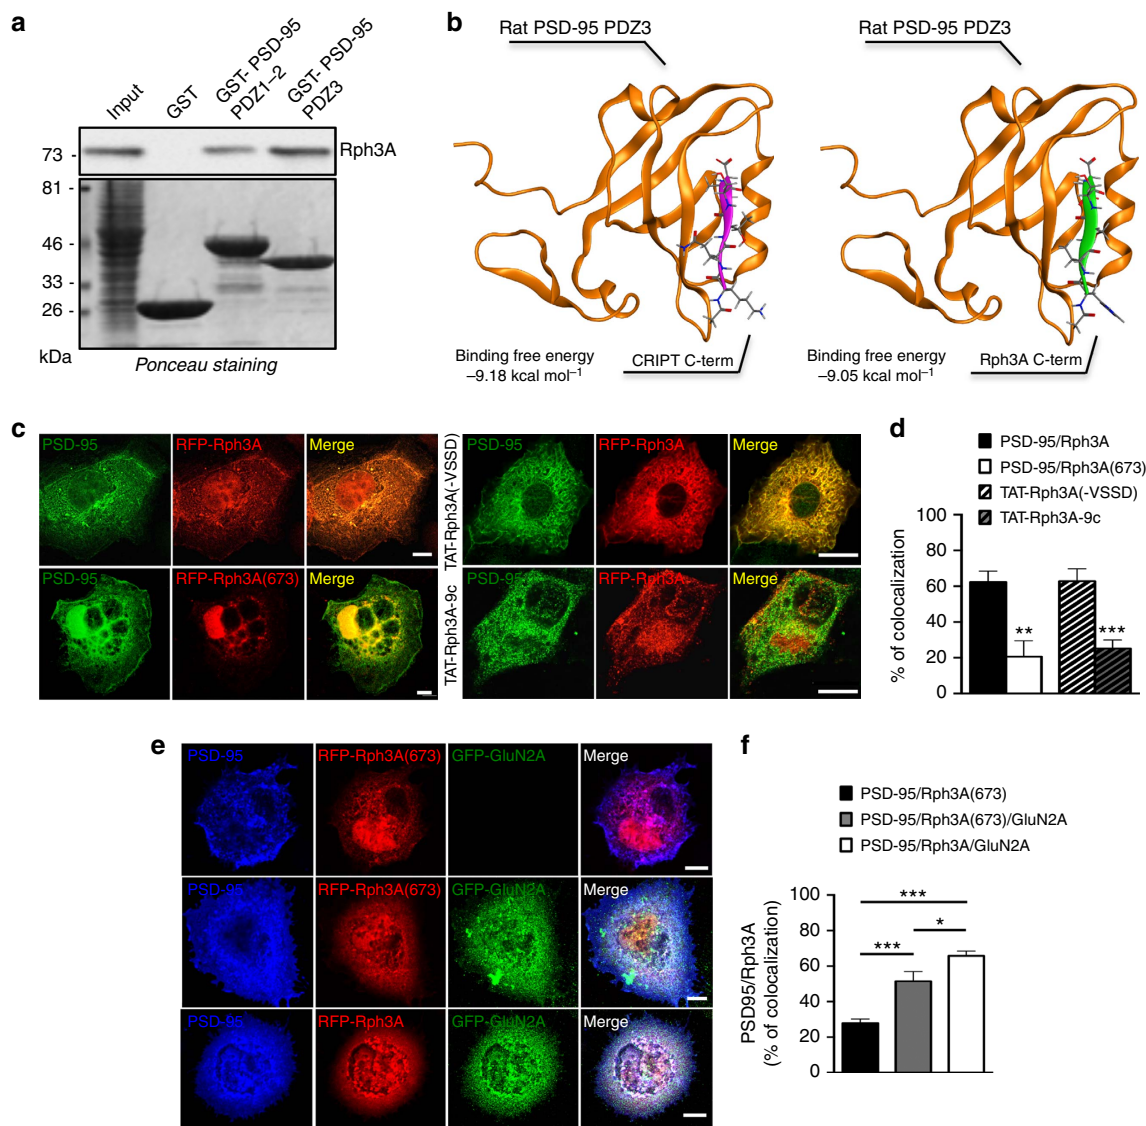 a
Input
GST
GST- PSD-95
PDZ1–2
GST- PSD-95
PDZ3
73 -
Rph3A
81 -
46 -
33 -
26 -
kDa
Ponceau staining
b
Rat PSD-95 PDZ3
Binding free energy
–9.18 kcal mol⁻¹
CRIPT C-term
Rat PSD-95 PDZ3
Binding free energy
–9.05 kcal mol⁻¹
Rph3A C-term
c
PSD-95
RFP-Rph3A
Merge
PSD-95
RFP-Rph3A(673)
Merge
TAT-Rph3A(-VSSD)
PSD-95
RFP-Rph3A
Merge
TAT-Rph3A-9c
PSD-95
RFP-Rph3A
Merge
d
PSD-95/Rph3A
PSD-95/Rph3A(673)
TAT-Rph3A(-VSSD)
TAT-Rph3A-9c
% of colocalization
100
80
60
40
20
0
**
***
e
PSD-95
RFP-Rph3A(673)
GFP-GluN2A
Merge
PSD-95
RFP-Rph3A(673)
GFP-GluN2A
Merge
PSD-95
RFP-Rph3A
GFP-GluN2A
Merge
f
PSD-95/Rph3A(673)
PSD-95/Rph3A(673)/GluN2A
PSD-95/Rph3A/GluN2A
PSD95/Rph3A
(% of colocalization)
100
80
60
40
20
0
***
***
*